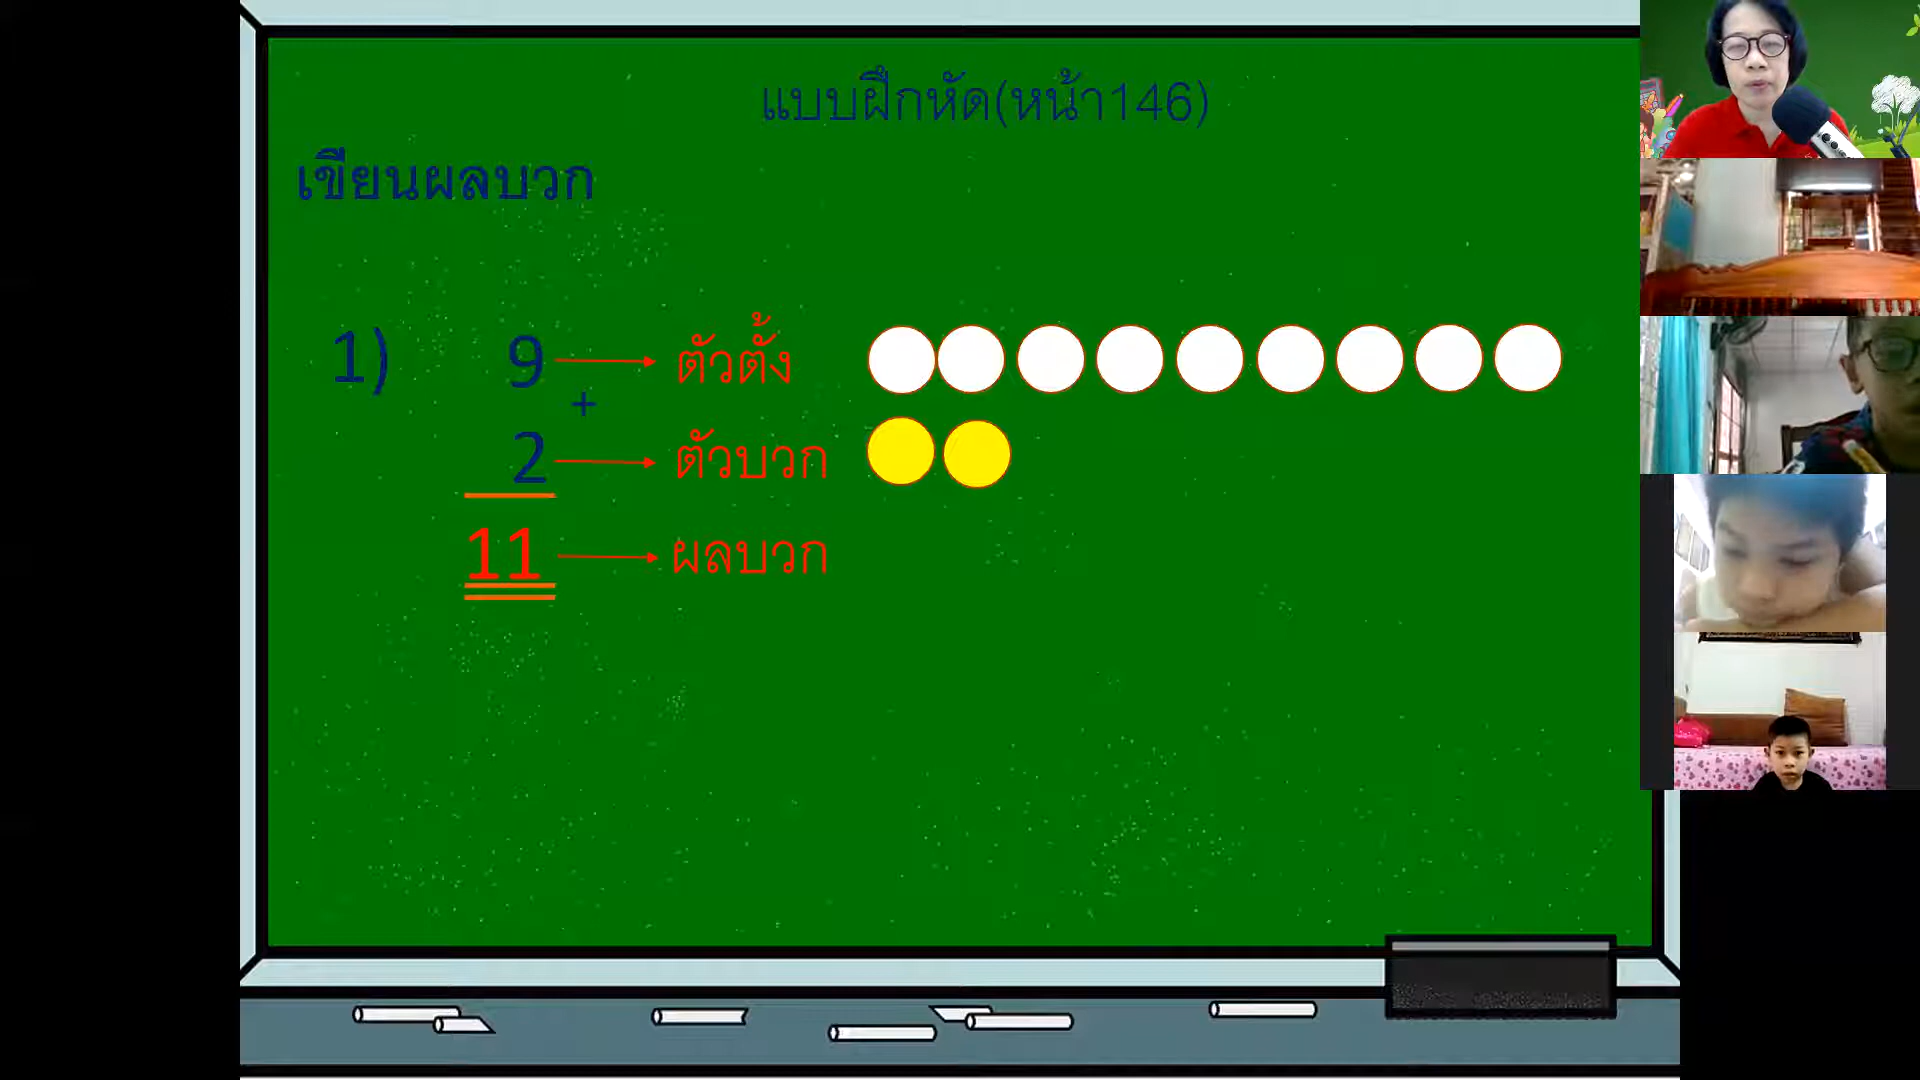 แบบฝึกหัด(หน้า146)
เขียนผลบวก
1) 9 → ตัวตั้ง
+
2 → ตัวบวก
11 → ผลบวก